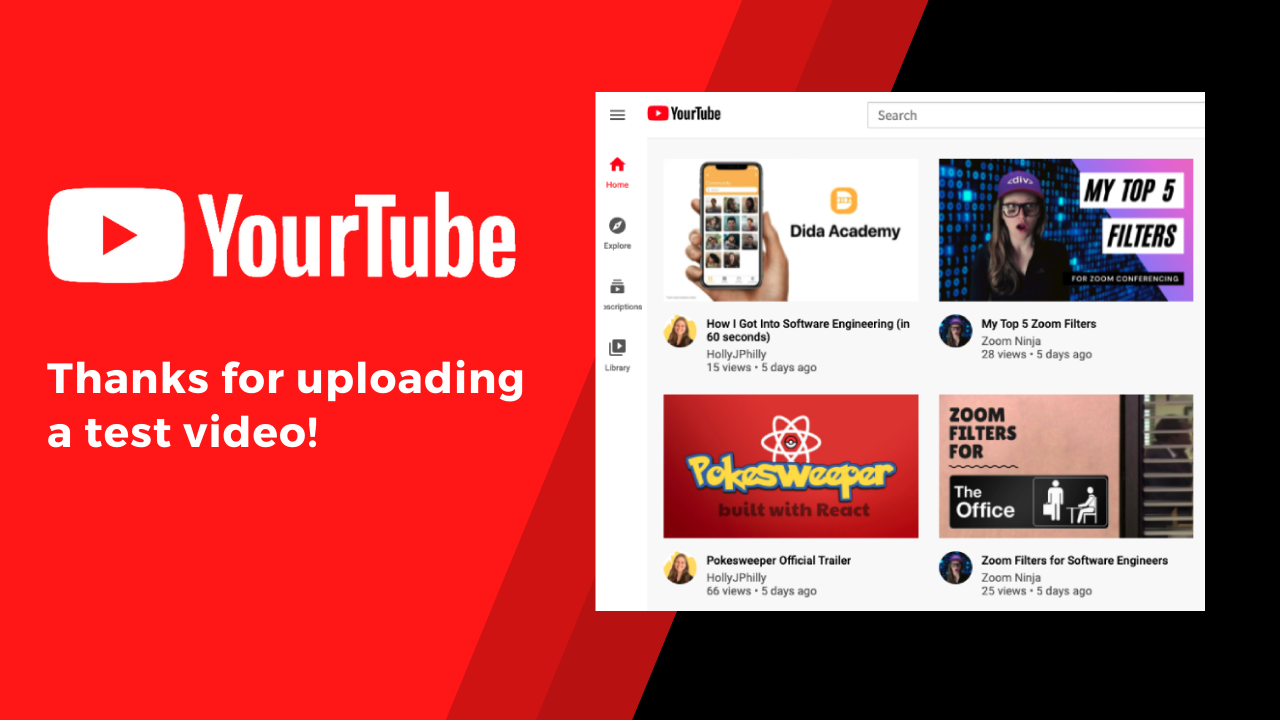 YourTube
Thanks for uploading
a test video!
YourTube
Search
Home
Explore
scriptions
Library
Dida Academy
How I Got Into Software Engineering (in
60 seconds)
HollyJPhilly
15 views • 5 days ago
<div>
MY TOP 5
FILTERS
FOR ZOOM CONFERENCING
My Top 5 Zoom Filters
Zoom Ninja
28 views • 5 days ago
Pokesweeper
built with React
Pokesweeper Official Trailer
HollyJPhilly
66 views • 5 days ago
ZOOM
FILTERS
FOR
The
Office
Zoom Filters for Software Engineers
Zoom Ninja
25 views • 5 days ago